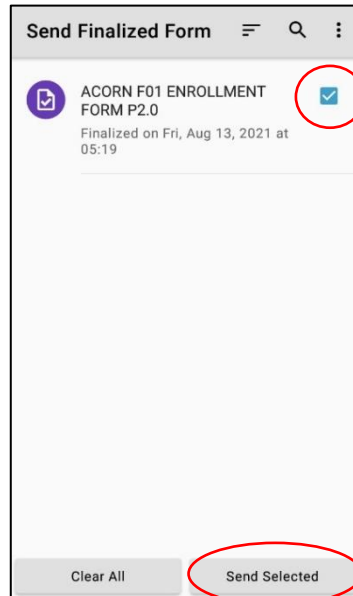 Send Finalized Form
ACORN F01 ENROLLMENT
FORM P2.0
Finalized on Fri, Aug 13, 2021 at
05:19
Clear All
Send Selected